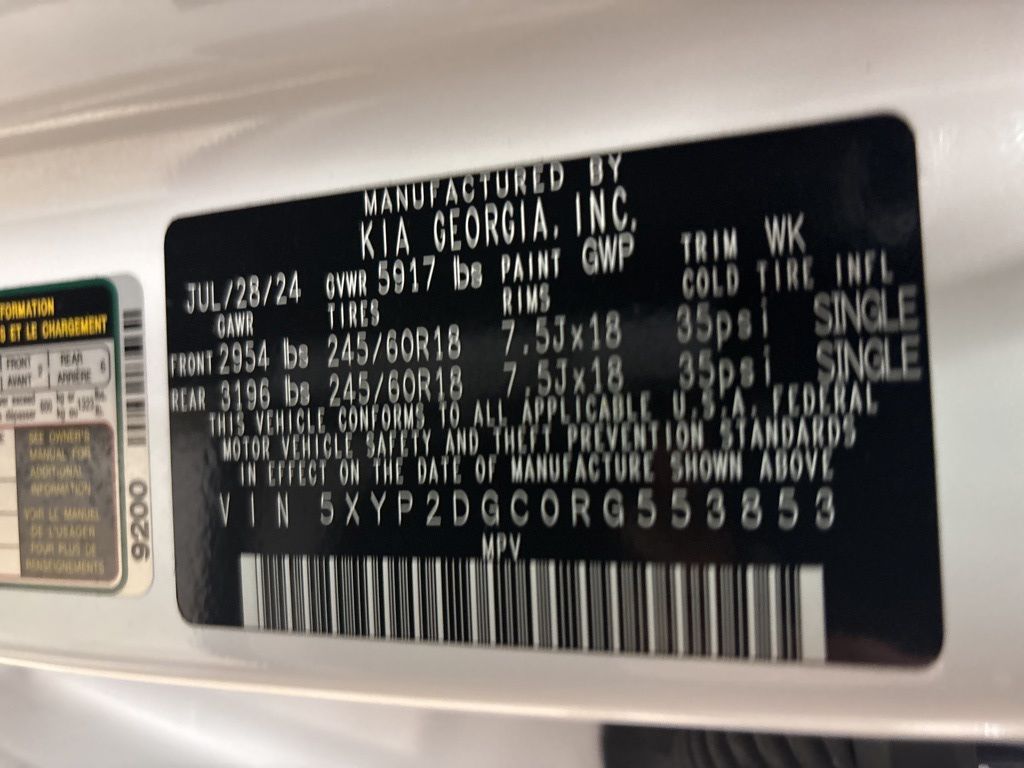 MANUFACTURED BY
KIA GEORGIA, INC.
JUL/28/24 GVWR 5917 lbs PAINT GWP TRIM WK
GAWR TIRES RIMS COLD TIRE INFL
FRONT 2954 lbs 245/60R18 7.5Jx18 35psi SINGLE
REAR 3196 lbs 245/60R18 7.5Jx18 35psi SINGLE
THIS VEHICLE CONFORMS TO ALL APPLICABLE U.S.A. FEDERAL
MOTOR VEHICLE SAFETY AND THEFT PREVENTION STANDARDS
IN EFFECT ON THE DATE OF MANUFACTURE SHOWN ABOVE
VIN 5XYP2DGC0RG553853
MPV
FORMATION
ET LE CHARGEMENT
FRONT AVANT 2 REAR ARRIÈRE 6
SEE OWNER'S
MANUAL FOR
ADDITIONAL
INFORMATION
VOIR LE MANUEL
DE L'USAGER
POUR PLUS DE
RENSEIGNEMENTS
9200